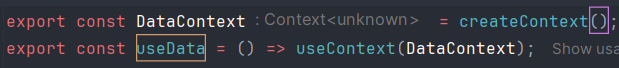 export const DataContext : Context<unknown> = createContext();
export const useData = () => useContext(DataContext); Show usa